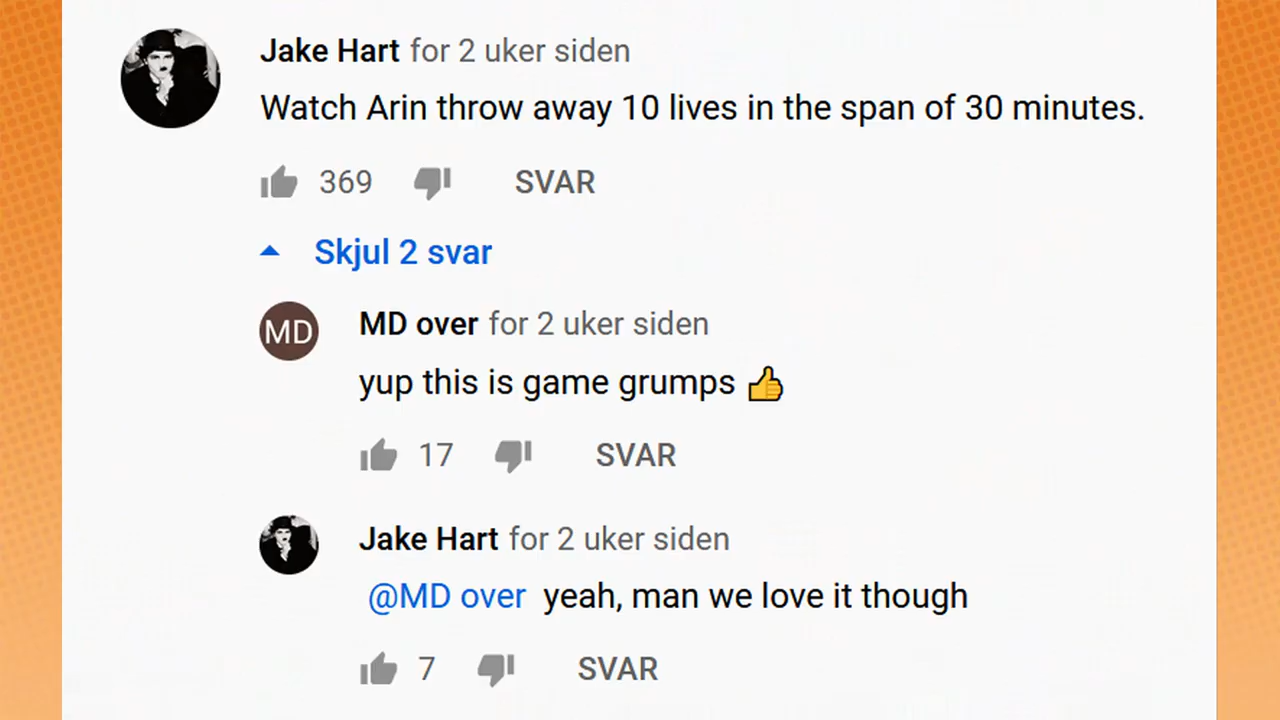 Jake Hart for 2 uker siden
Watch Arin throw away 10 lives in the span of 30 minutes.
369 SVAR
Skjul 2 svar
MD
MD over for 2 uker siden
yup this is game grumps 👍
17 SVAR
Jake Hart for 2 uker siden
@MD over yeah, man we love it though
7 SVAR